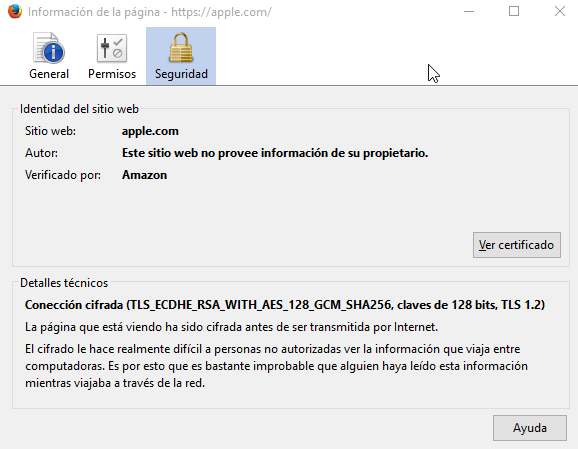 Información de la página - https://apple.com/
General Permisos Seguridad
Identidad del sitio web
Sitio web: apple.com
Autor: Este sitio web no provee información de su propietario.
Verificado por: Amazon
Ver certificado
Detalles técnicos
Conección cifrada (TLS_ECDHE_RSA_WITH_AES_128_GCM_SHA256, claves de 128 bits, TLS 1.2)
La página que está viendo ha sido cifrada antes de ser transmitida por Internet.
El cifrado le hace realmente difícil a personas no autorizadas ver la información que viaja entre
computadoras. Es por esto que es bastante improbable que alguien haya leído esta información
mientras viajaba a través de la red.
Ayuda